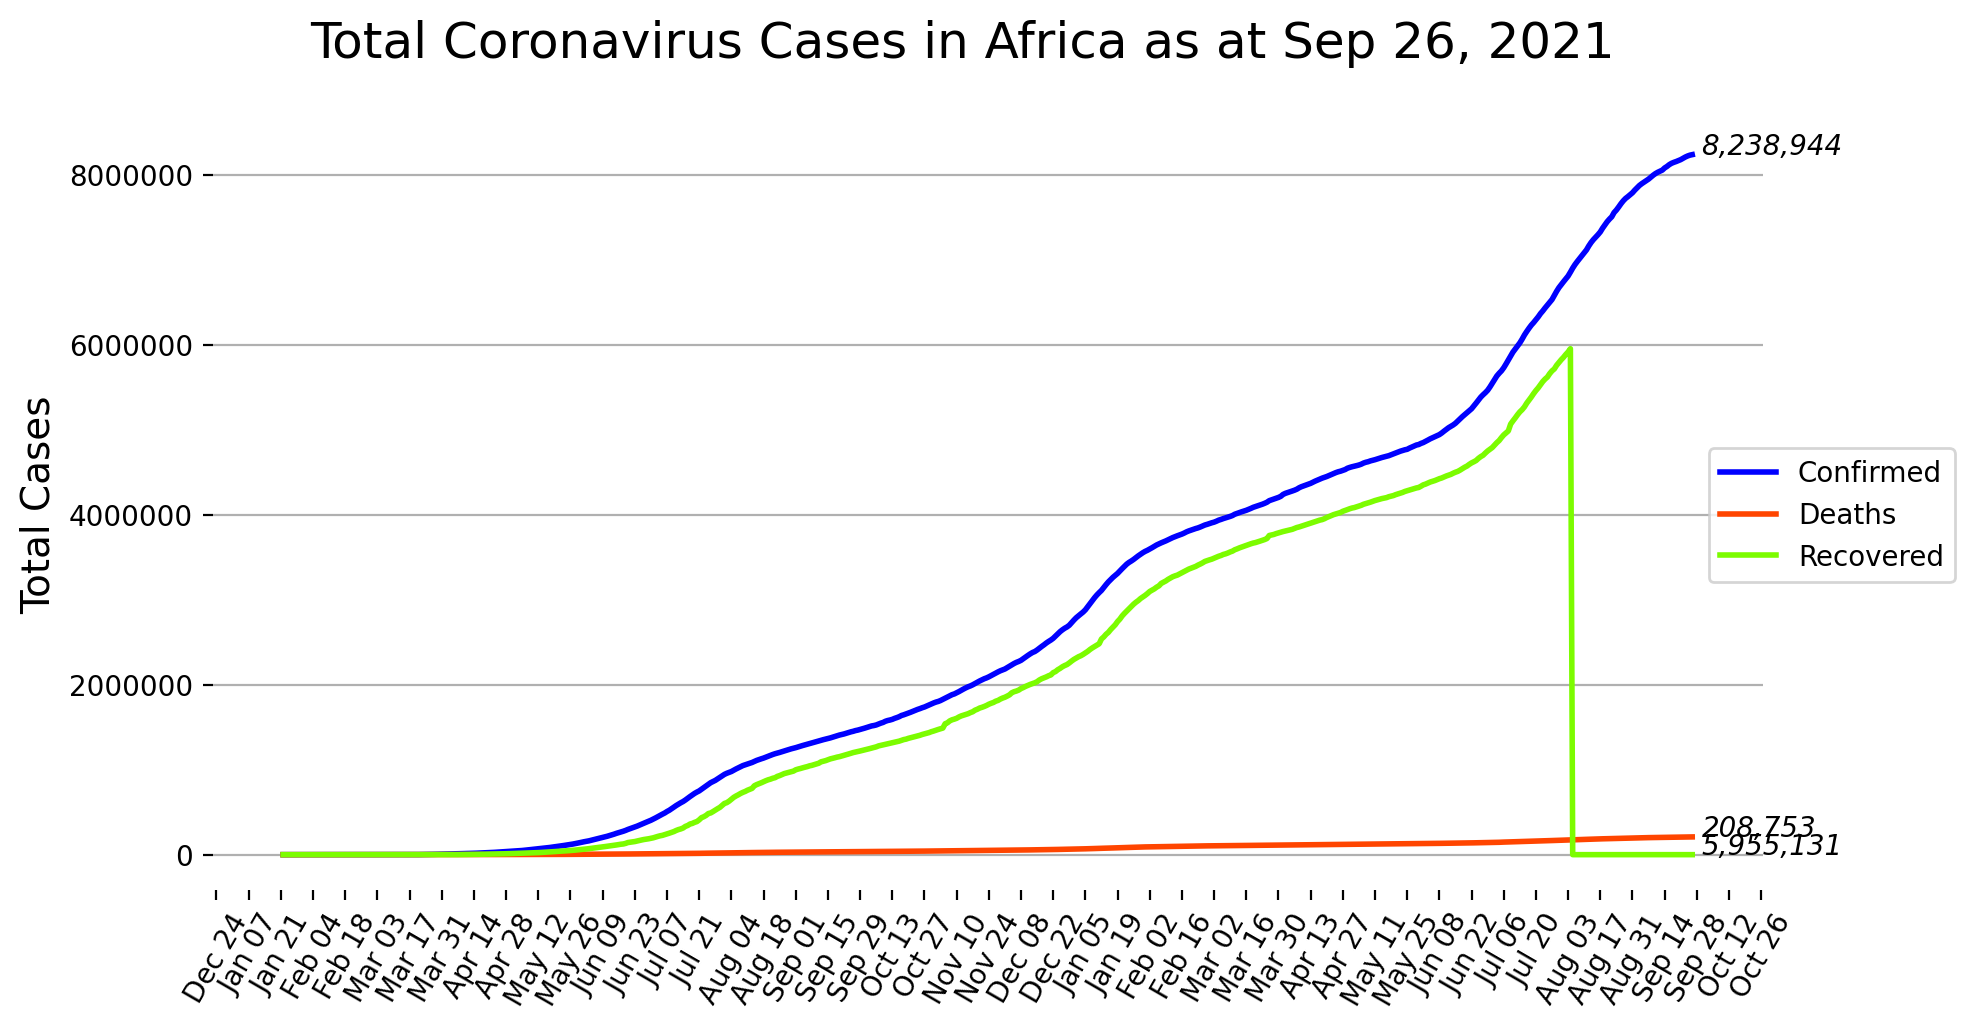 Total Coronavirus Cases in Africa as at Sep 26, 2021
Total Cases
8000000
6000000
4000000
2000000
0
8,238,944
208,753
5,955,131
Confirmed
Deaths
Recovered
Dec 24
Jan 07
Jan 21
Feb 04
Feb 18
Mar 03
Mar 17
Mar 31
Apr 14
Apr 28
May 12
May 26
Jun 09
Jun 23
Jul 07
Jul 21
Aug 04
Aug 18
Sep 01
Sep 15
Sep 29
Oct 13
Oct 27
Nov 10
Nov 24
Dec 08
Dec 22
Jan 05
Jan 19
Feb 02
Feb 16
Mar 02
Mar 16
Mar 30
Apr 13
Apr 27
May 11
May 25
Jun 08
Jun 22
Jul 06
Jul 20
Aug 03
Aug 17
Aug 31
Sep 14
Sep 28
Oct 12
Oct 26